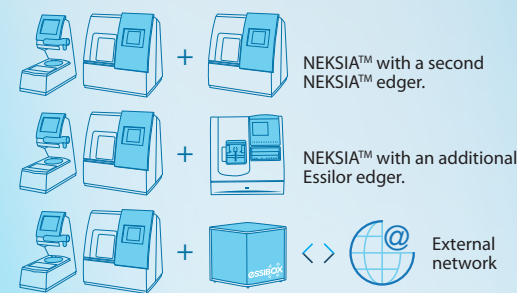 NEKSIA™ with a second
NEKSIA™ edger.
NEKSIA™ with an additional
Essilor edger.
ESSIBOX
@
External
network